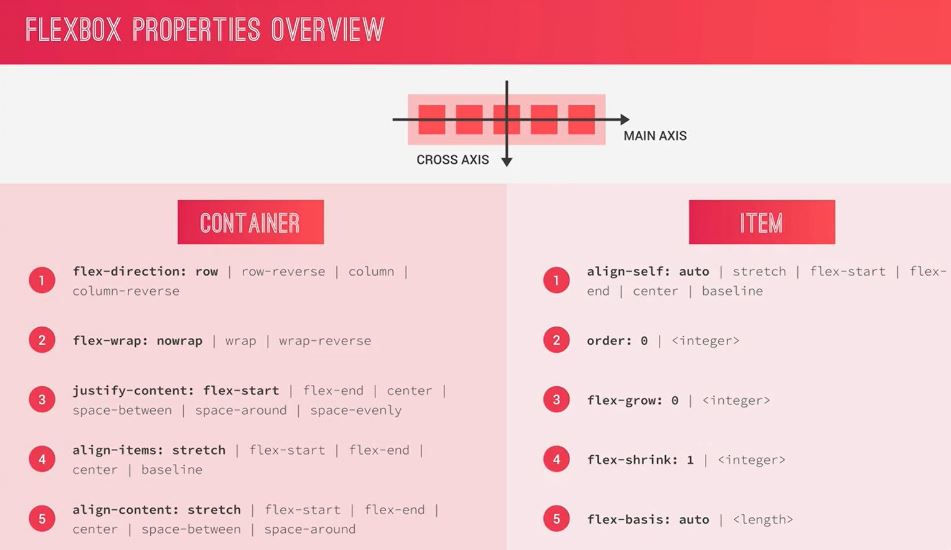 FLEXBOX PROPERTIES OVERVIEW
MAIN AXIS
CROSS AXIS
CONTAINER
1 flex-direction: row | row-reverse | column |
column-reverse
2 flex-wrap: nowrap | wrap | wrap-reverse
3 justify-content: flex-start | flex-end | center |
space-between | space-around | space-evenly
4 align-items: stretch | flex-start | flex-end |
center | baseline
5 align-content: stretch | flex-start | flex-end |
center | space-between | space-around
ITEM
1 align-self: auto | stretch | flex-start | flex-
end | center | baseline
2 order: 0 | <integer>
3 flex-grow: 0 | <integer>
4 flex-shrink: 1 | <integer>
5 flex-basis: auto | <length>